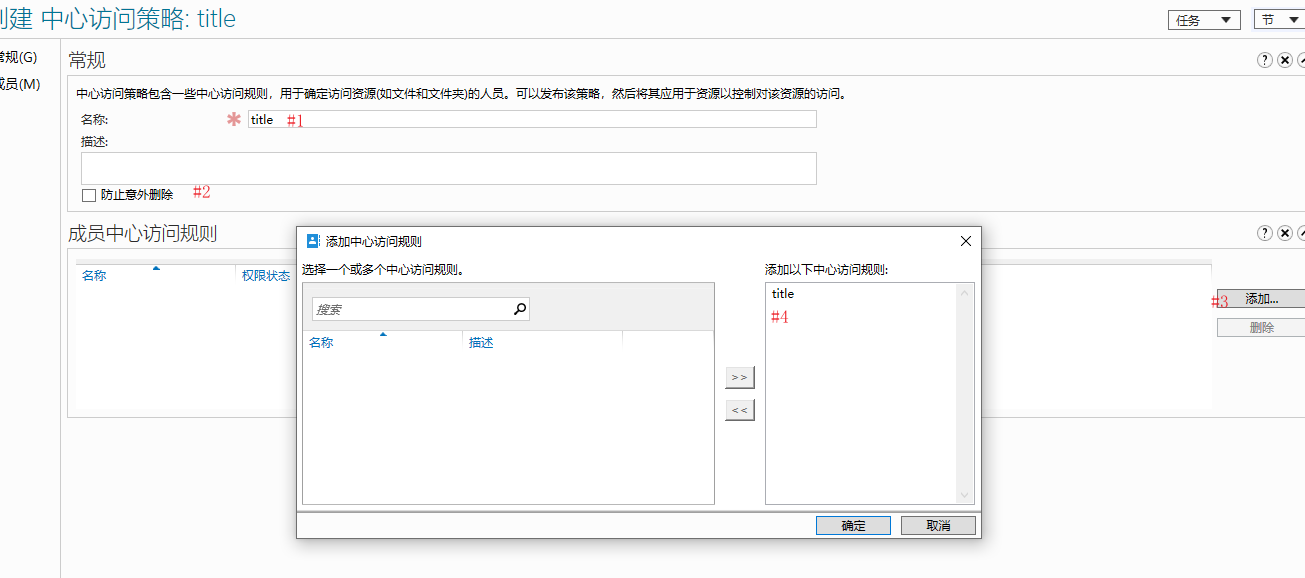 建 中心访问策略: title
任务
节
常规(G)
成员(M)
常规
中心访问策略包含一些中心访问规则，用于确定访问资源(如文件和文件夹)的人员。可以发布该策略，然后将其应用于资源以控制对该资源的访问。
名称:
title #1
描述:
防止意外删除 #2
成员中心访问规则
名称
权限状态
#3 添加...
删除
添加中心访问规则
选择一个或多个中心访问规则。
搜索
名称
描述
>>
<<
添加以下中心访问规则:
title
#4
确定
取消